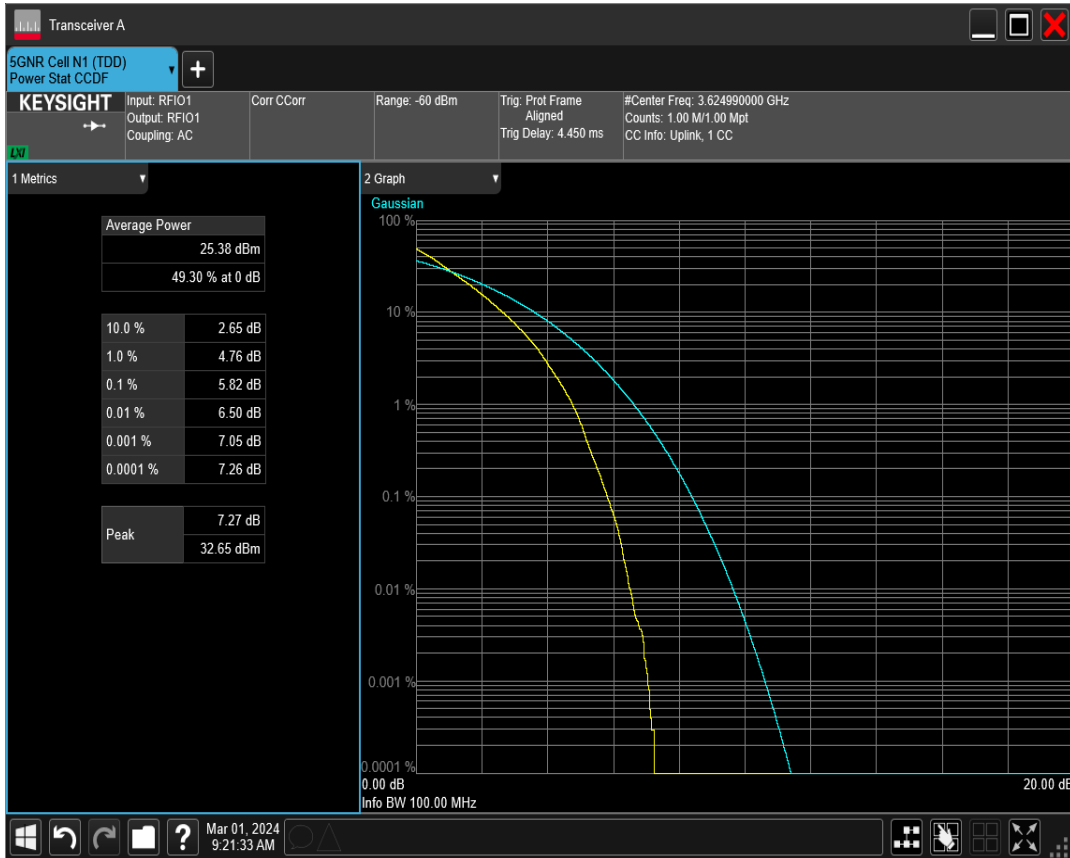 Transceiver A
5GNR Cell N1 (TDD)
Power Stat CCDF
+
KEYSIGHT
LXI
Input: RFIO1
Output: RFIO1
Coupling: AC
Corr CCorr
Range: -60 dBm
Trig: Prot Frame
Aligned
Trig Delay: 4.450 ms
#Center Freq: 3.624990000 GHz
Counts: 1.00 M/1.00 Mpt
CC Info: Uplink, 1 CC
1 Metrics
Average Power
25.38 dBm
49.30 % at 0 dB
10.0 % 2.65 dB
1.0 % 4.76 dB
0.1 % 5.82 dB
0.01 % 6.50 dB
0.001 % 7.05 dB
0.0001 % 7.26 dB
Peak
7.27 dB
32.65 dBm
2 Graph
Gaussian
100 %
10 %
1 %
0.1 %
0.01 %
0.001 %
0.0001 %
0.00 dB
20.00 dB
Info BW 100.00 MHz
?
Mar 01, 2024
9:21:33 AM